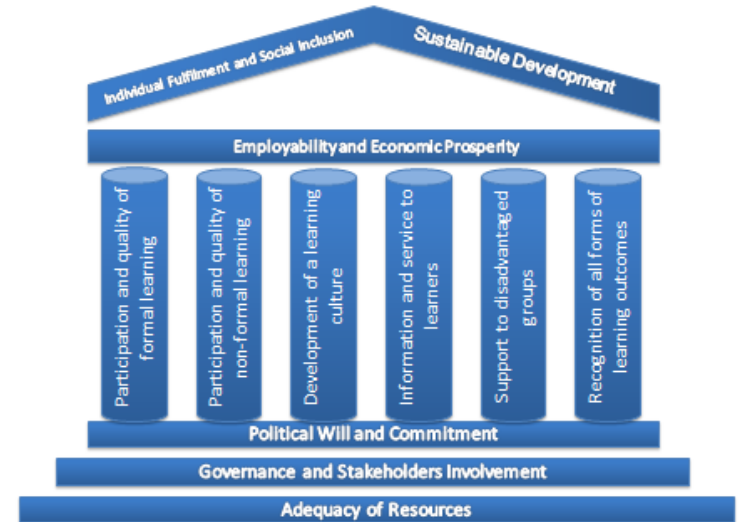 Individual Fulfilment and Social Inclusion
Sustainable Development
Employability and Economic Prosperity
Participation and quality of
formal learning
Participation and quality of
non-formal learning
Development of a learning
culture
Information and service to
learners
Support to disadvantaged
groups
Recognition of all forms of
learning outcomes
Political Will and Commitment
Governance and Stakeholders Involvement
Adequacy of Resources